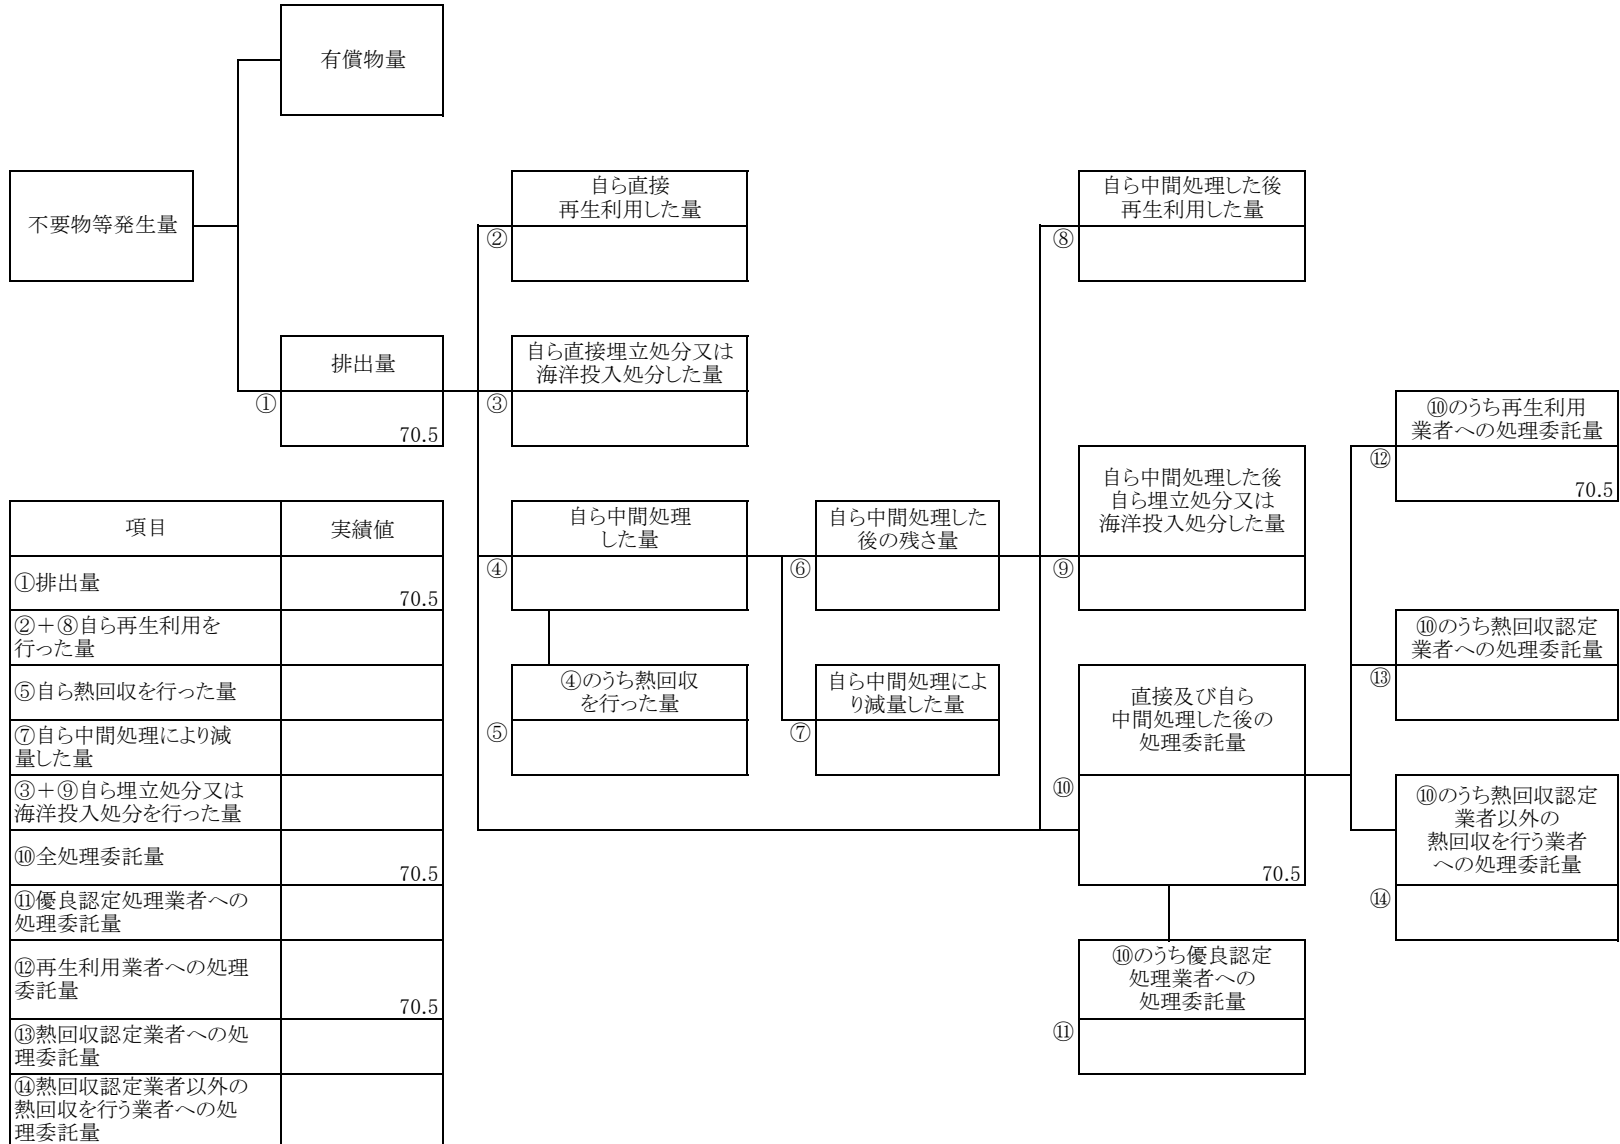 有償物量
不要物等発生量
自ら直接
再生利用した量
②
自ら中間処理した後
再生利用した量
⑧
排出量
①
70.5
自ら直接埋立処分又は
海洋投入処分した量
③
⑩のうち再生利用
業者への処理委託量
⑫
70.5
自ら中間処理
した量
④
自ら中間処理した
後の残さ量
⑥
自ら中間処理した後
自ら埋立処分又は
海洋投入処分した量
⑨
⑩のうち熱回収認定
業者への処理委託量
⑬
④のうち熱回収
を行った量
⑤
自ら中間処理によ
り減量した量
⑦
直接及び自ら
中間処理した後の
処理委託量
⑩
70.5
⑩のうち熱回収認定
業者以外の
熱回収を行う業者
への処理委託量
⑭
⑩のうち優良認定
処理業者への
処理委託量
⑪
項目
実績値
①排出量
70.5
②+⑧自ら再生利用を
行った量
⑤自ら熱回収を行った量
⑦自ら中間処理により減
量した量
③+⑨自ら埋立処分又は
海洋投入処分を行った量
⑩全処理委託量
70.5
⑪優良認定処理業者への
処理委託量
⑫再生利用業者への処理
委託量
70.5
⑬熱回収認定業者への処
理委託量
⑭熱回収認定業者以外の
熱回収を行う業者への処
理委託量